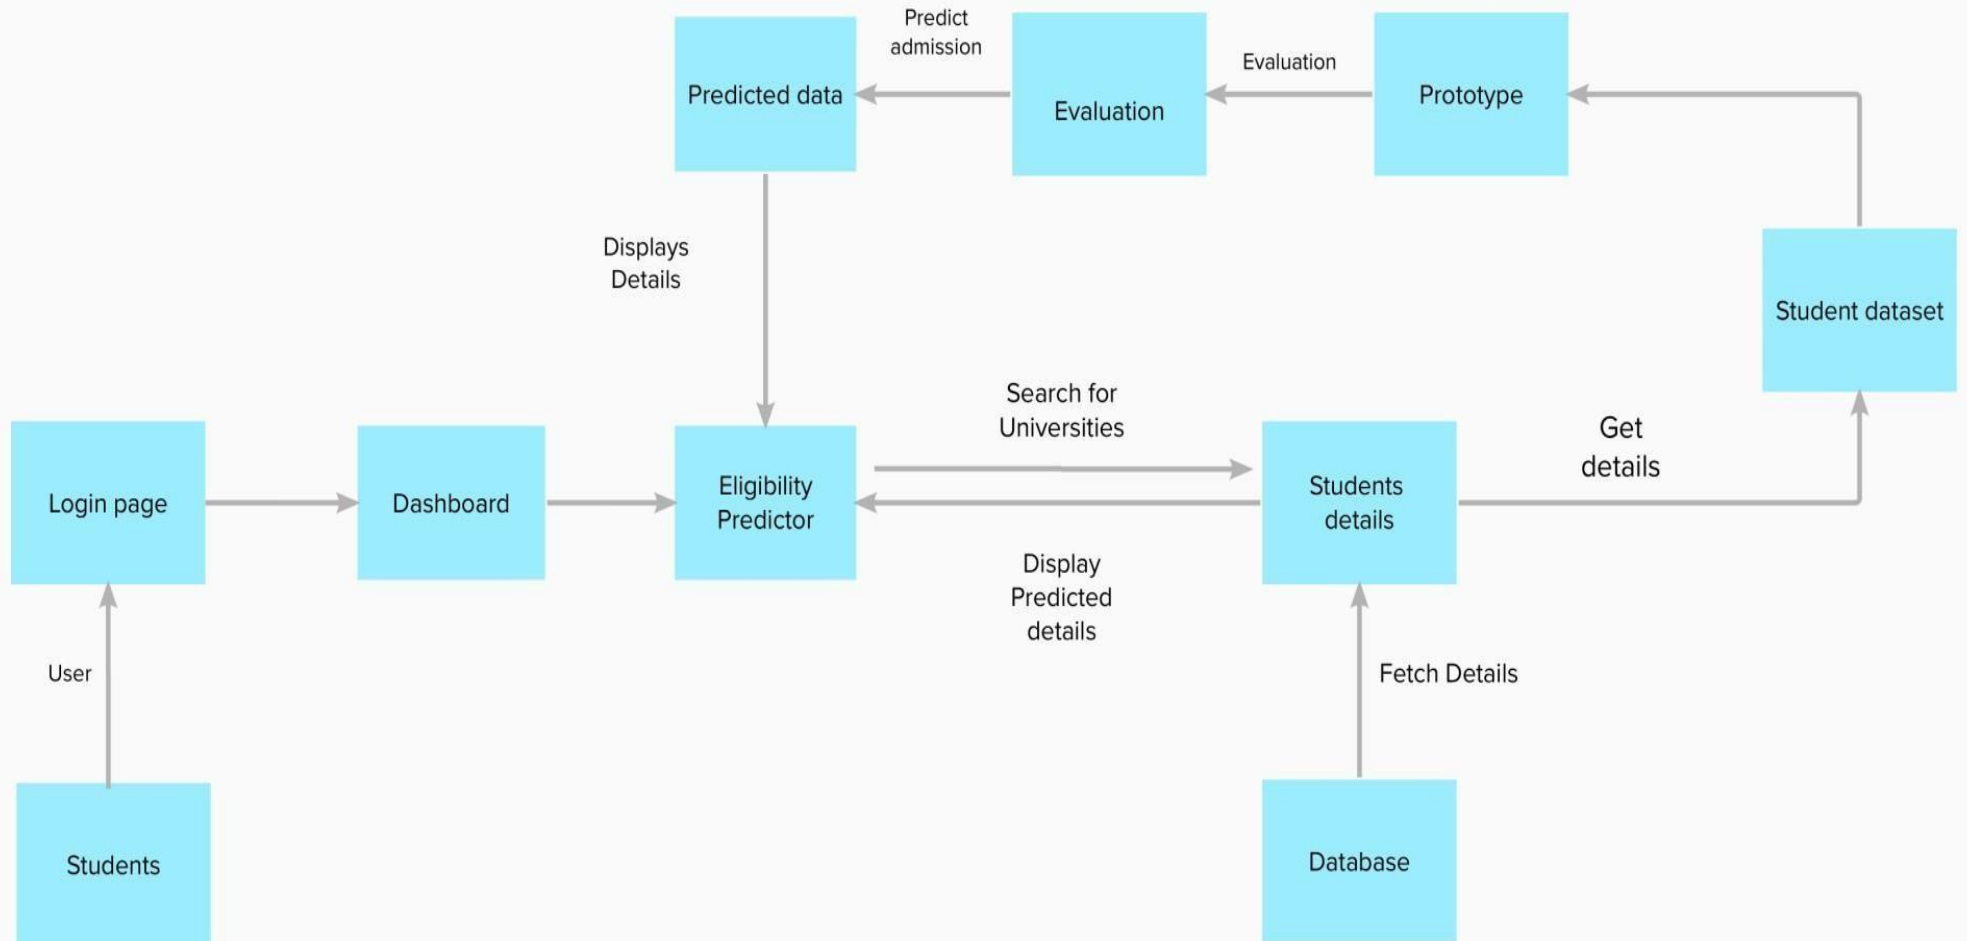 Predict
admission
Predicted data
Evaluation
Evaluation
Prototype
Displays
Details
Student dataset
Search for
Universities
Get
details
Login page
Dashboard
Eligibility
Predictor
Students
details
Display
Predicted
details
User
Fetch Details
Students
Database